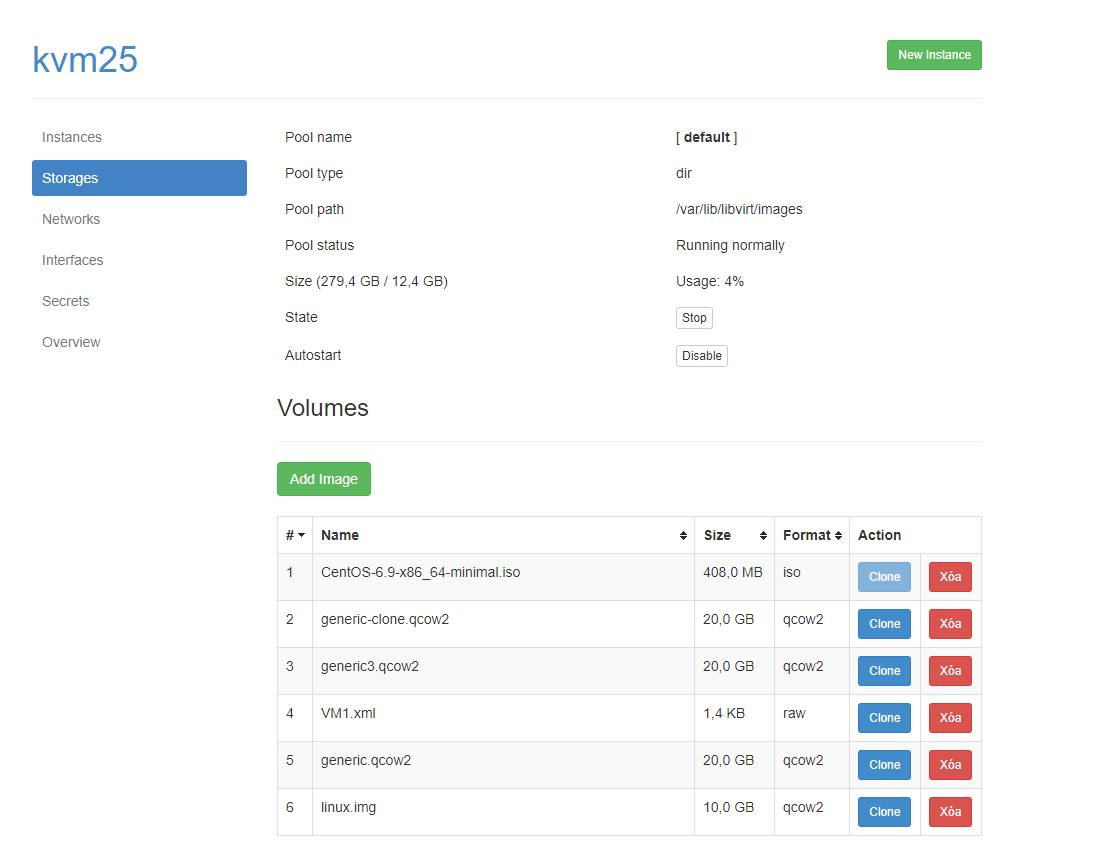 kvm25
New Instance
Instances
Storages
Networks
Interfaces
Secrets
Overview
Pool name [ default ]
Pool type dir
Pool path /var/lib/libvirt/images
Pool status Running normally
Size (279,4 GB / 12,4 GB) Usage: 4%
State Stop
Autostart Disable
Volumes
Add Image
# Name Size Format Action
1 CentOS-6.9-x86_64-minimal.iso 408,0 MB iso Clone Xóa
2 generic-clone.qcow2 20,0 GB qcow2 Clone Xóa
3 generic3.qcow2 20,0 GB qcow2 Clone Xóa
4 VM1.xml 1,4 KB raw Clone Xóa
5 generic.qcow2 20,0 GB qcow2 Clone Xóa
6 linux.img 10,0 GB qcow2 Clone Xóa